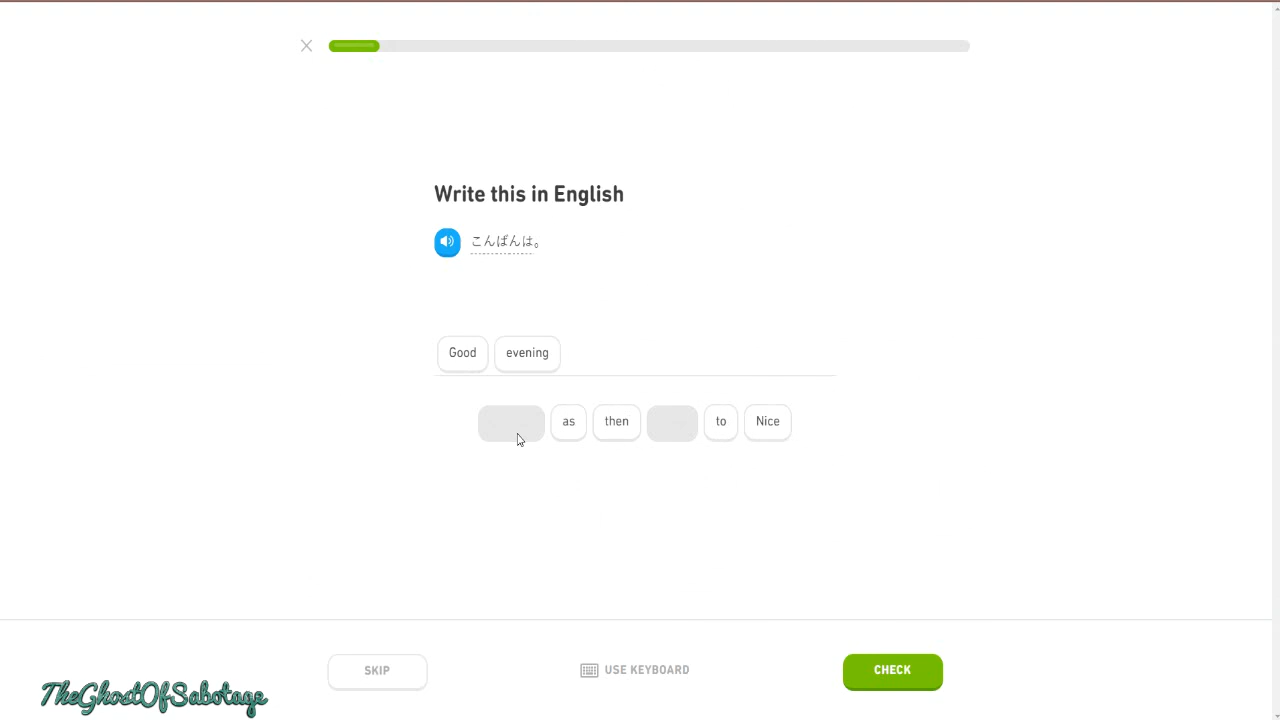 Write this in English
こんばんは。
Good evening
as then to Nice
SKIP USE KEYBOARD CHECK
TheGhostOfSabotage